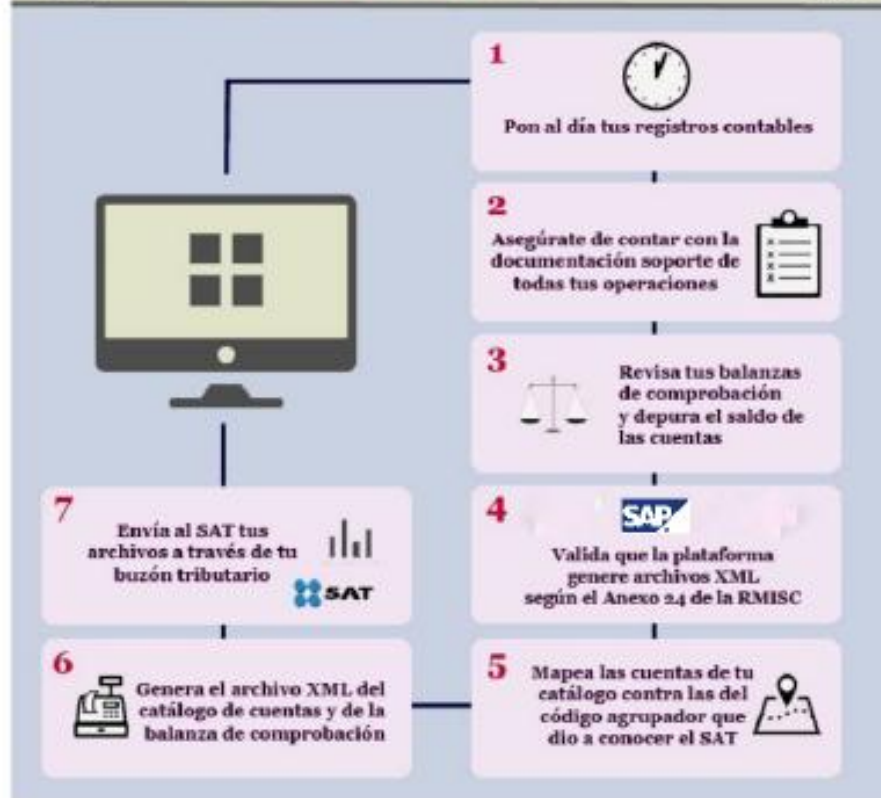 1
Pon al día tus registros contables
2
Asegúrate de contar con la
documentación soporte de
todas tus operaciones
3
Revisa tus balanzas
de comprobación
y depura el saldo de
las cuentas
4
SAP
Valida que la plataforma
genere archivos XML
según el Anexo 24 de la RMISC
5
Mapea las cuentas de tu
catálogo contra las del
código agrupador que
dio a conocer el SAT
6
Genera el archivo XML del
catálogo de cuentas y de la
balanza de comprobación
7
Envía al SAT tus
archivos a través de tu
buzón tributario
SAT